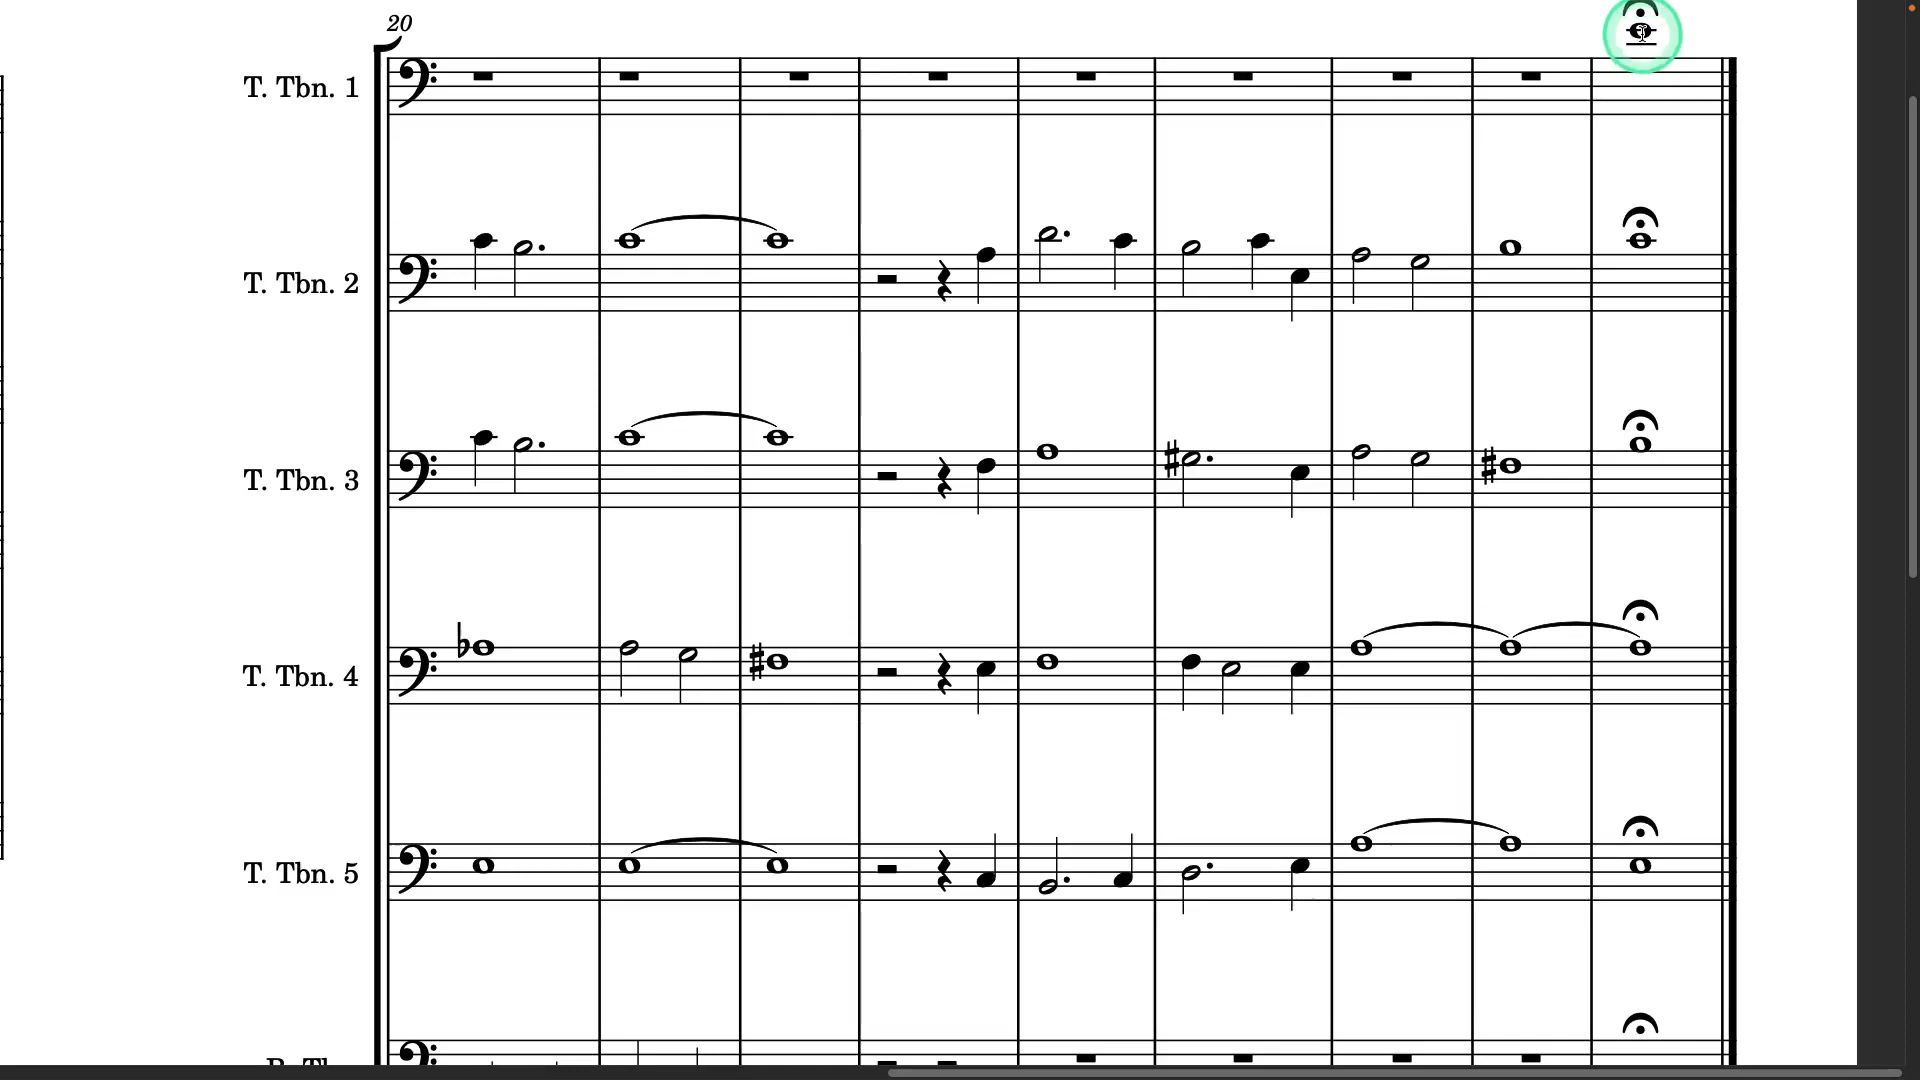 20
T. Tbn. 1
T. Tbn. 2
T. Tbn. 3
T. Tbn. 4
T. Tbn. 5